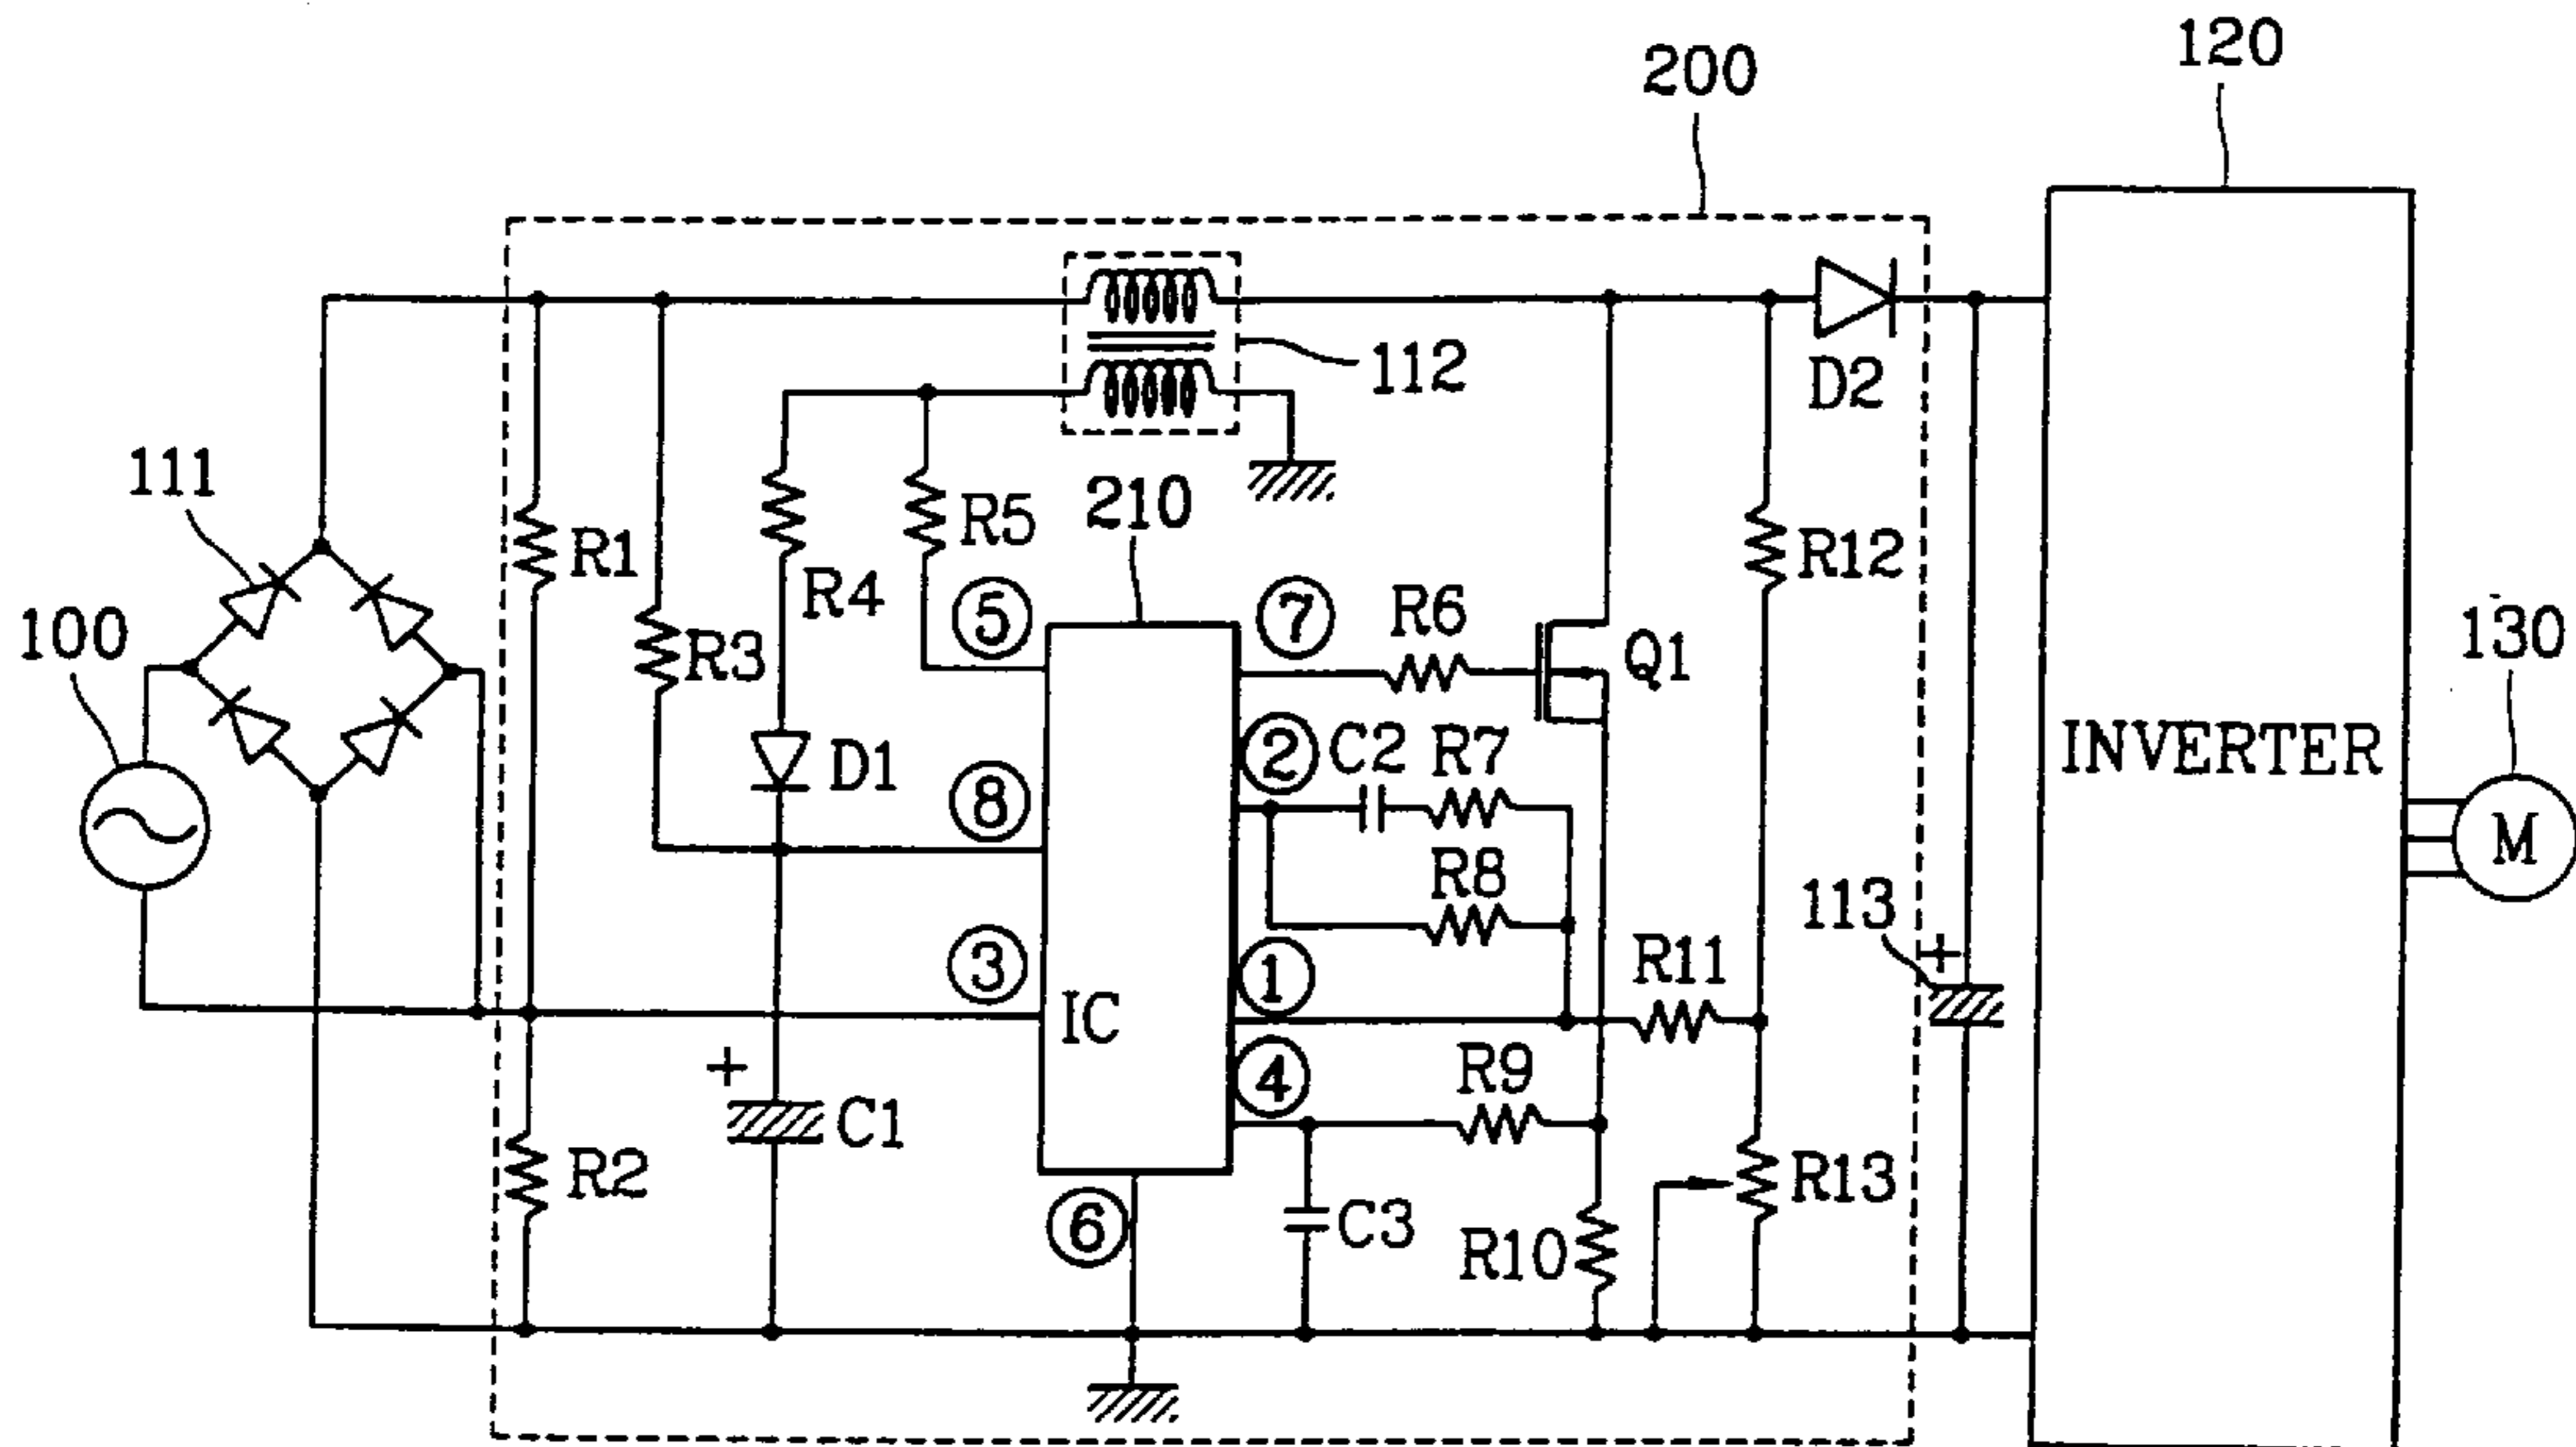 120
200
112
D2
111
R1
R5
210
R12
R4
100
R3
⑤
⑦
R6
Q1
130
D1
②
C2
R7
INVERTER
⑧
M
R8
113
③
①
R11
+
IC
④
R9
+
C1
R2
R13
⑥
C3
R10